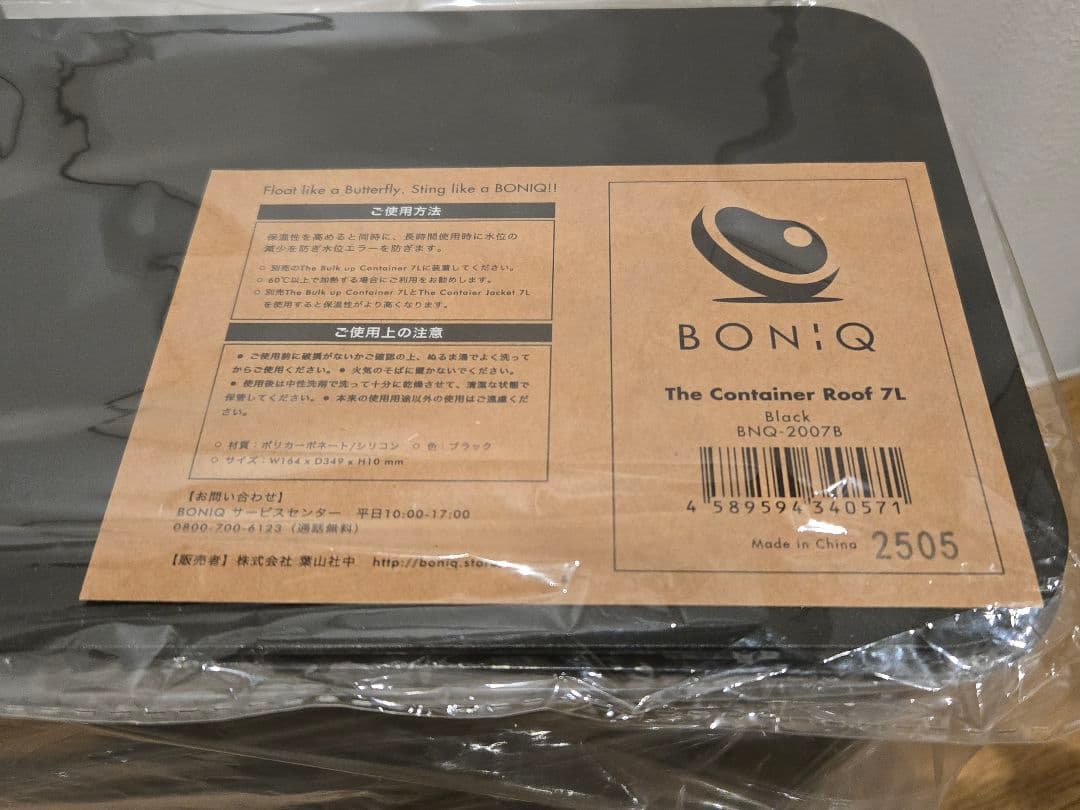 Float like a Butterfly. Sting like a BONIQ!!
ご使用方法
保温性を高めると同時に、長時間使用時に水位の
減少を防ぎ水位エラーを防ぎます。
○ 別売のThe Bulk up Container 7Lに装着してください。
○ 60℃以上で加熱する場合にご利用をお勧めします。
○ 別売The Bulk up Container 7LとThe Contaier Jacket 7L
を使用すると保温性がより高くなります。
ご使用上の注意
● ご使用前に破損がないかご確認の上、ぬるま湯でよく洗って
からご使用ください。● 火気のそばに置かないでください。
● 使用後は中性洗剤で洗って十分に乾燥させて、清潔な状態で
保管してください。● 本来の使用用途以外の使用はご遠慮くだ
さい。
○ 材質：ポリカーボネート/シリコン ○ 色：ブラック
○ サイズ：W164 x D349 x H10 mm
【お問い合わせ】
BONIQ サービスセンター 平日10:00-17:00
0800-700-6123（通話無料）
【販売者】株式会社 葉山社中 http://boniq.store
BONIQ
The Container Roof 7L
Black
BNQ-2007B
4 589594 340571
Made in China 2505